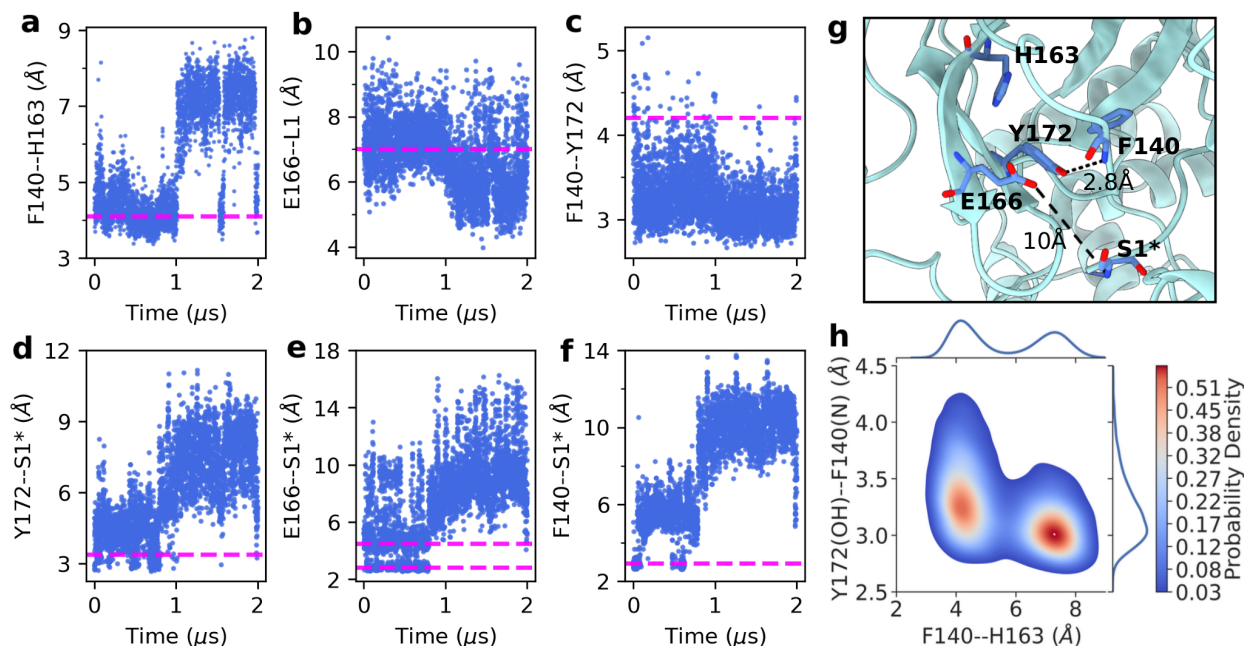 a
F140--H163 (Å)
9
7
5
3
0
1
2
Time (μs)
b
E166--L1 (Å)
10
8
6
4
0
1
2
Time (μs)
c
F140--Y172 (Å)
5
4
3
0
1
2
Time (μs)
g
H163
Y172
F140
2.8Å
E166
10Å
S1*
d
Y172--S1* (Å)
12
9
6
3
0
1
2
Time (μs)
e
E166--S1* (Å)
18
14
10
6
2
0
1
2
Time (μs)
f
F140--S1* (Å)
14
10
6
2
0
1
2
Time (μs)
h
Y172(OH)--F140(N) (Å)
4.5
4.0
3.5
3.0
2.5
2
4
6
8
F140--H163 (Å)
0.51
0.45
0.38
0.32
0.27
0.22
0.17
0.12
0.08
0.03
Probability Density